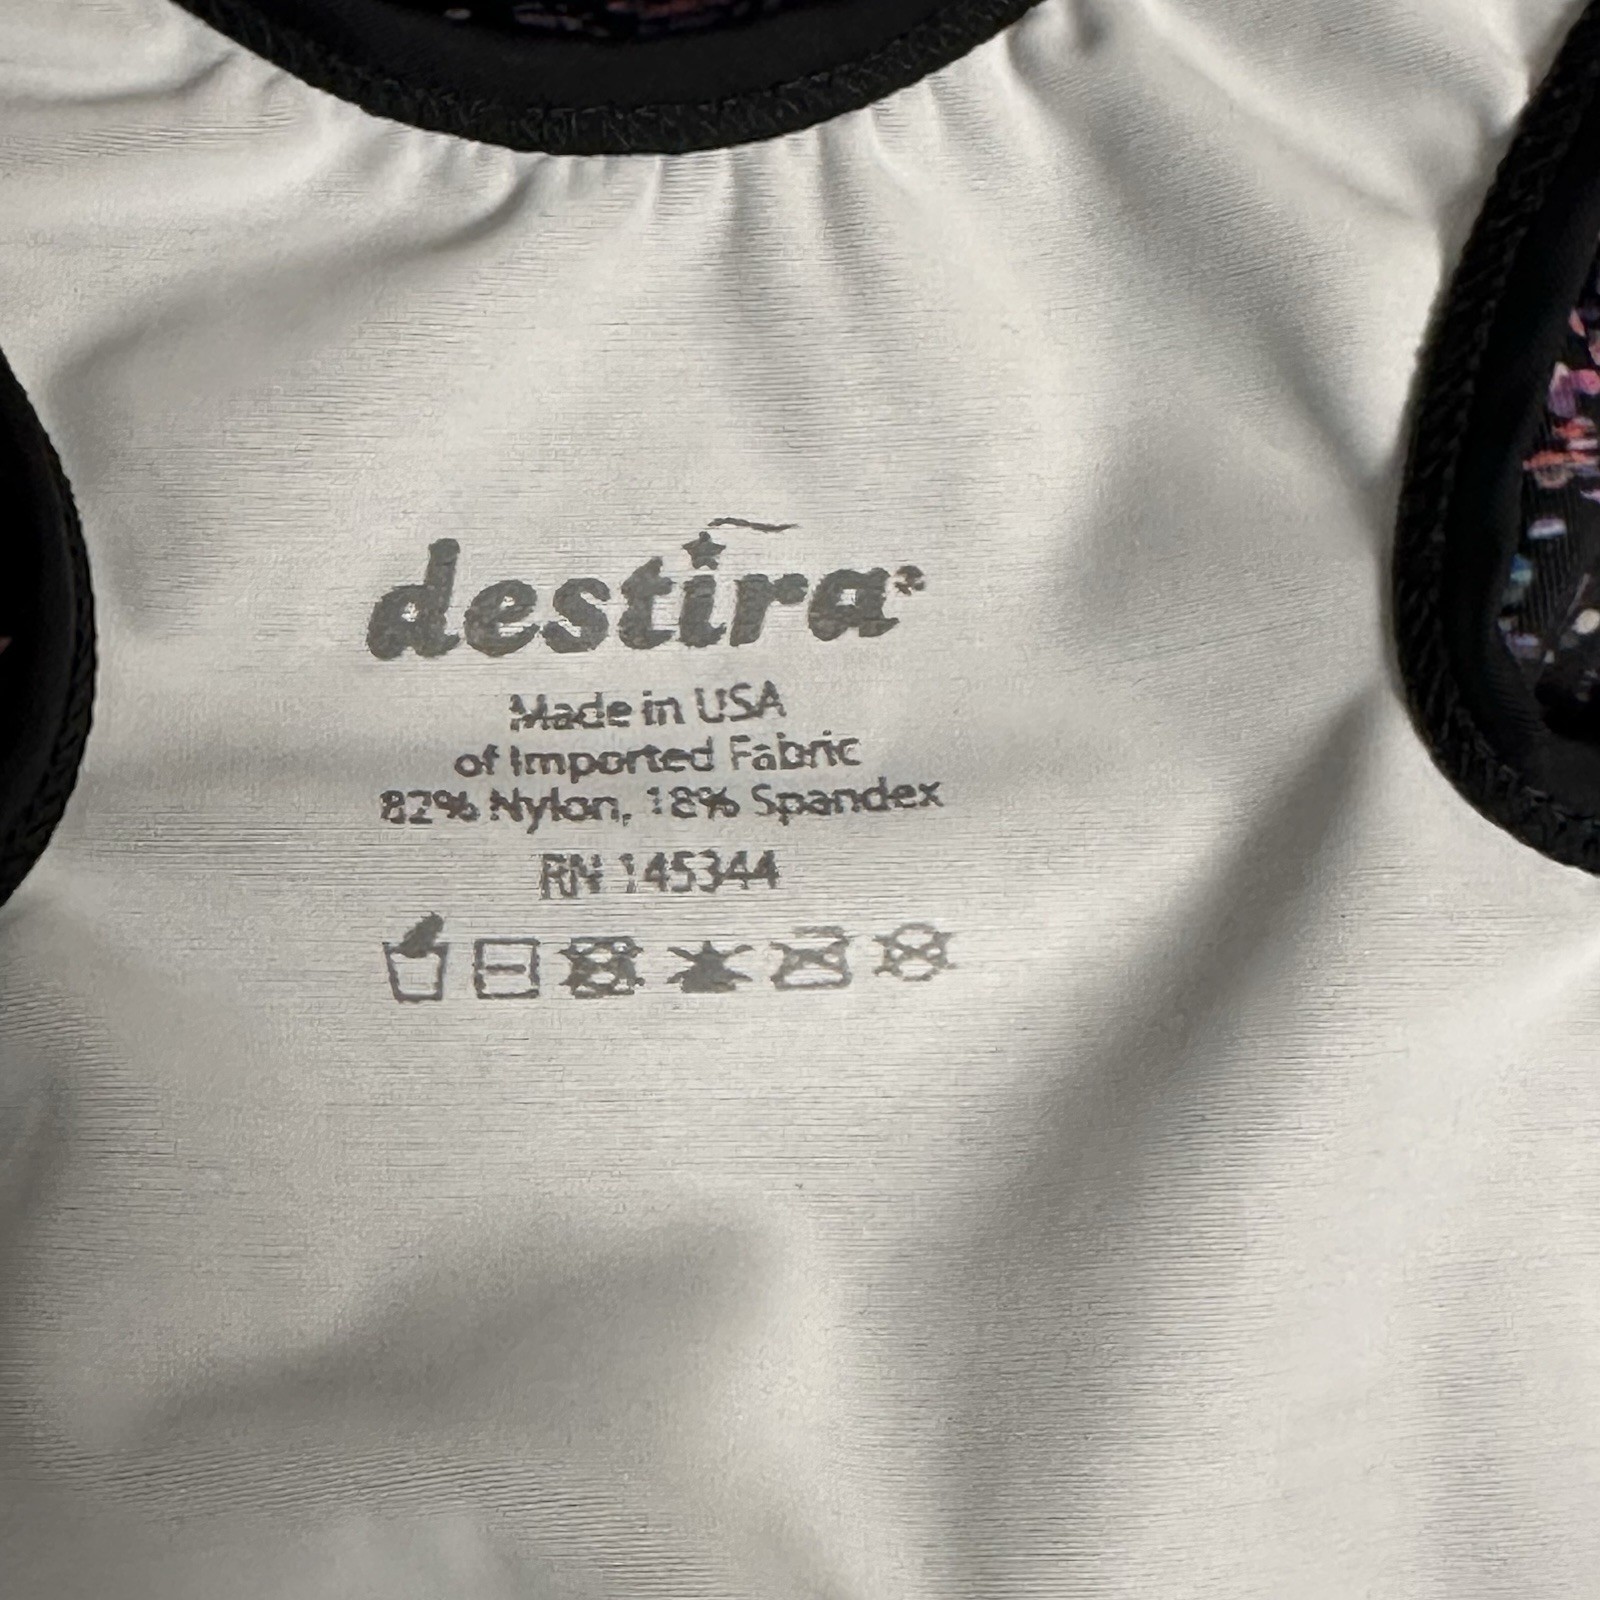 destira
Made in USA
of Imported Fabric
82% Nylon, 18% Spandex
RN 145344